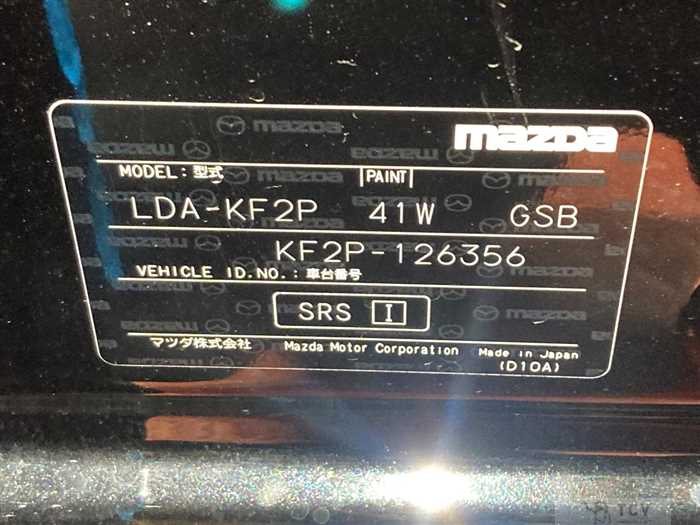 mazda
MODEL: 型式 PAINT
LDA-KF2P 41W GSB
KF2P-126356
VEHICLE ID.NO.: 車台番号
SRS I
マツダ株式会社 Mazda Motor Corporation Made in Japan
(D10A)
TCV